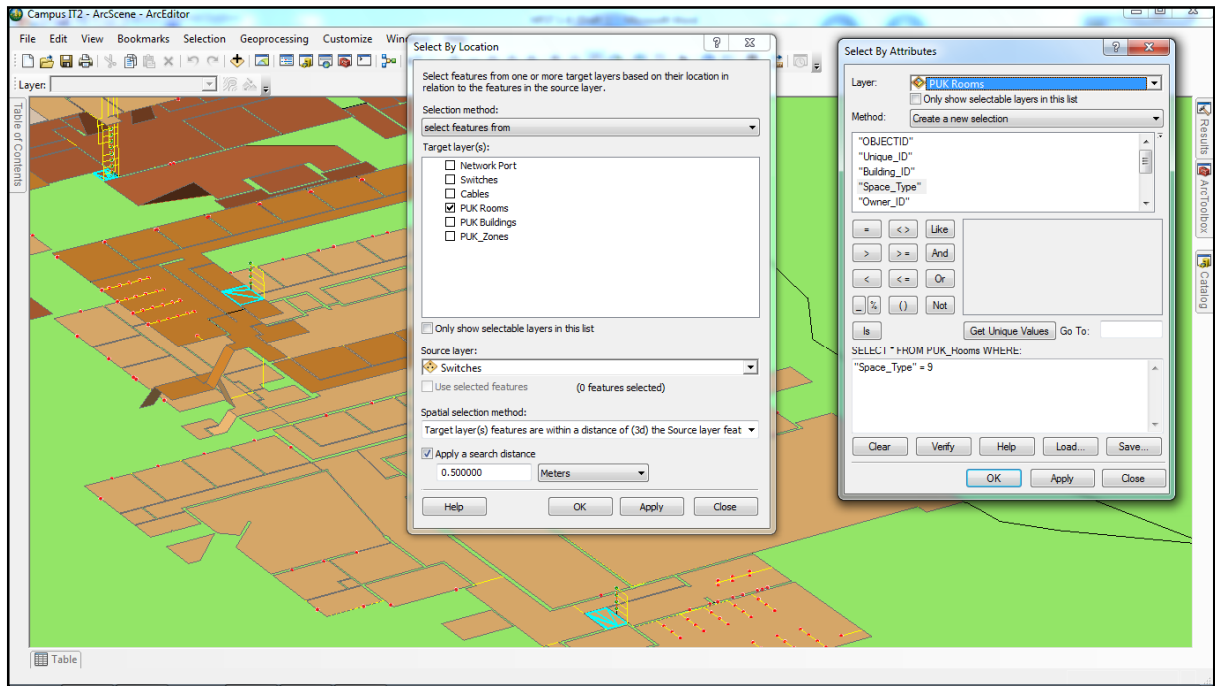 Campus IT2 - ArcScene - ArcEditor
File Edit View Bookmarks Selection Geoprocessing Customize
Layer:
Table of Contents
Select By Location
Select features from one or more target layers based on their location in
relation to the features in the source layer.
Selection method:
select features from
Target layer(s):
Network Port
Switches
Cables
PUK Rooms
PUK Buildings
PUK_Zones
Only show selectable layers in this list
Source layer:
Switches
Use selected features (0 features selected)
Spatial selection method:
Target layer(s) features are within a distance of (3d) the Source layer feat
Apply a search distance
0.500000 Meters
Help OK Apply Close
Select By Attributes
Layer: PUK Rooms
Only show selectable layers in this list
Method: Create a new selection
"OBJECTID"
"Unique_ID"
"Building_ID"
"Space_Type"
"Owner_ID"
= <> Like
> >= And
< <= Or
_ % () Not
Is Get Unique Values Go To:
SELECT * FROM PUK_Rooms WHERE:
"Space_Type" = 9
Clear Verify Help Load... Save...
OK Apply Close
Results
ArcToolbox
Catalog
Table